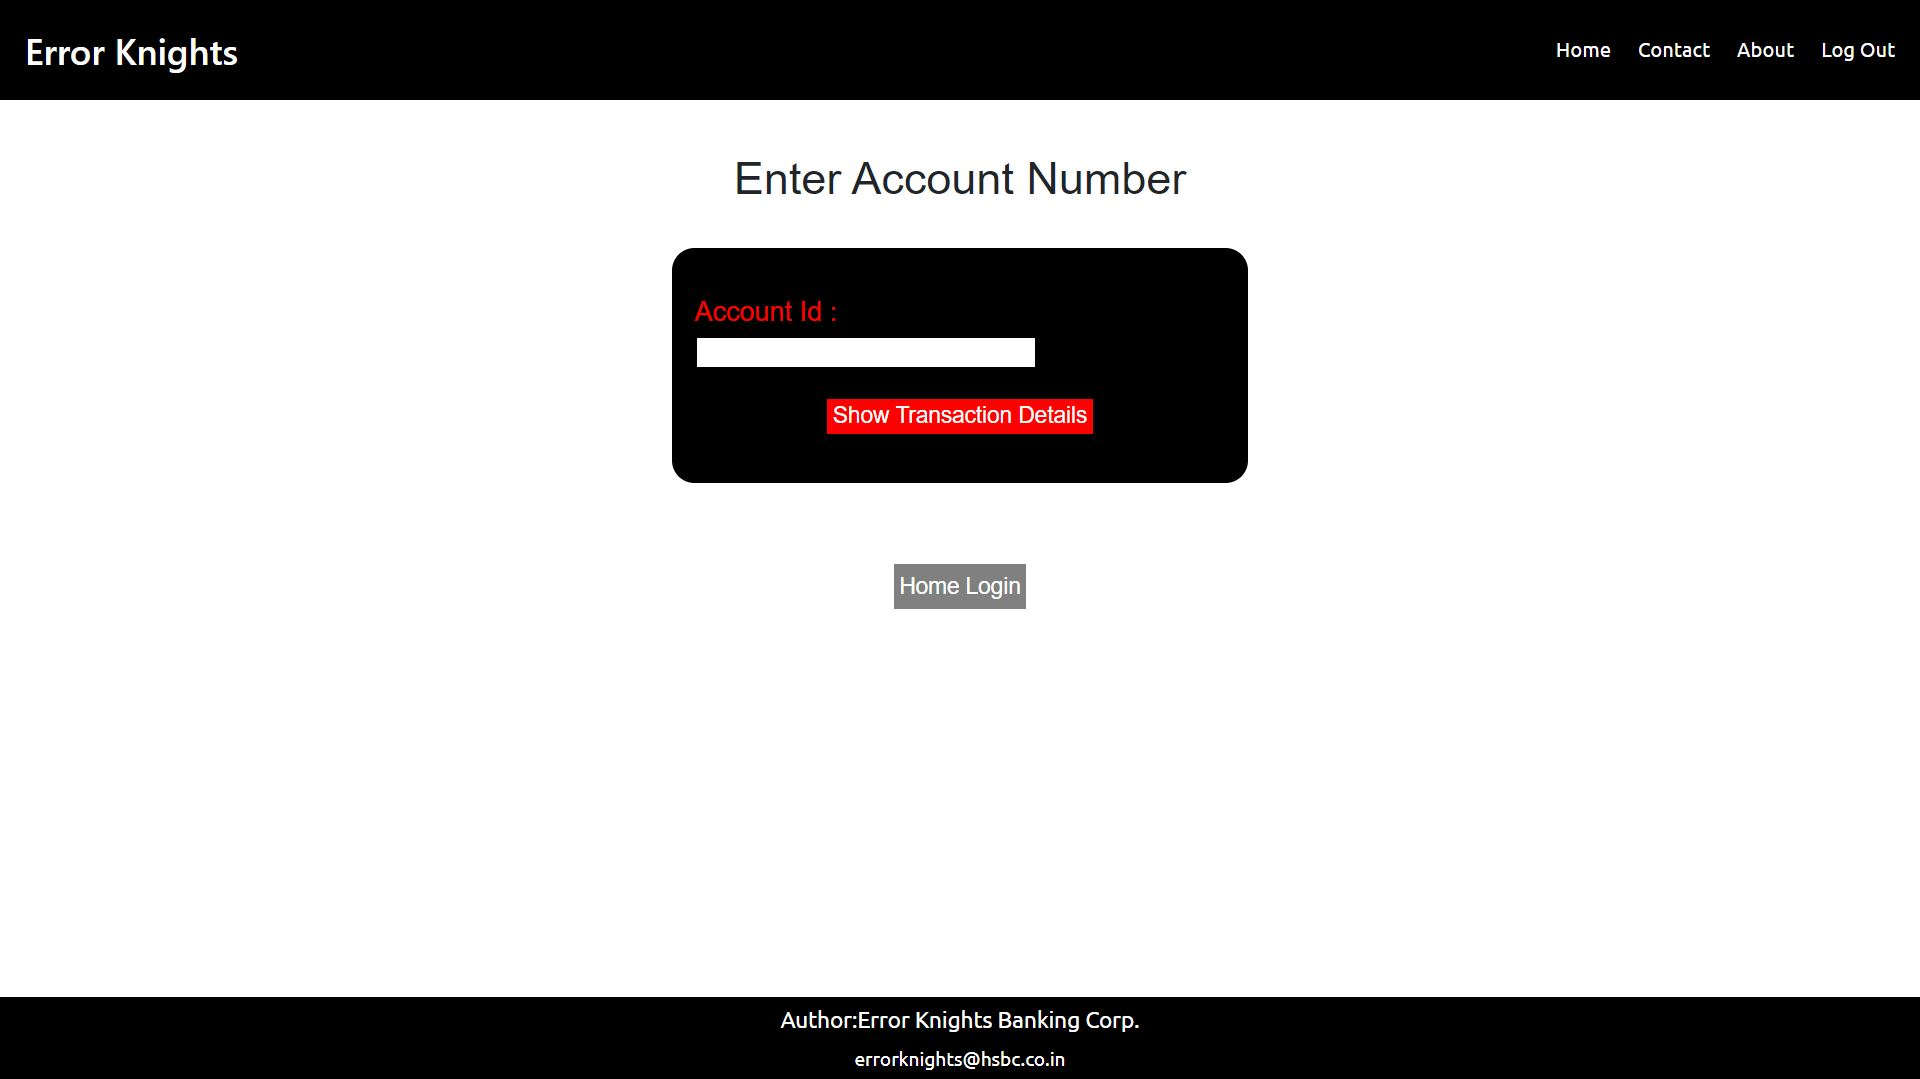 Error Knights
Home Contact About Log Out
Enter Account Number
Account Id :
Show Transaction Details
Home Login
Author:Error Knights Banking Corp.
errorknights@hsbc.co.in